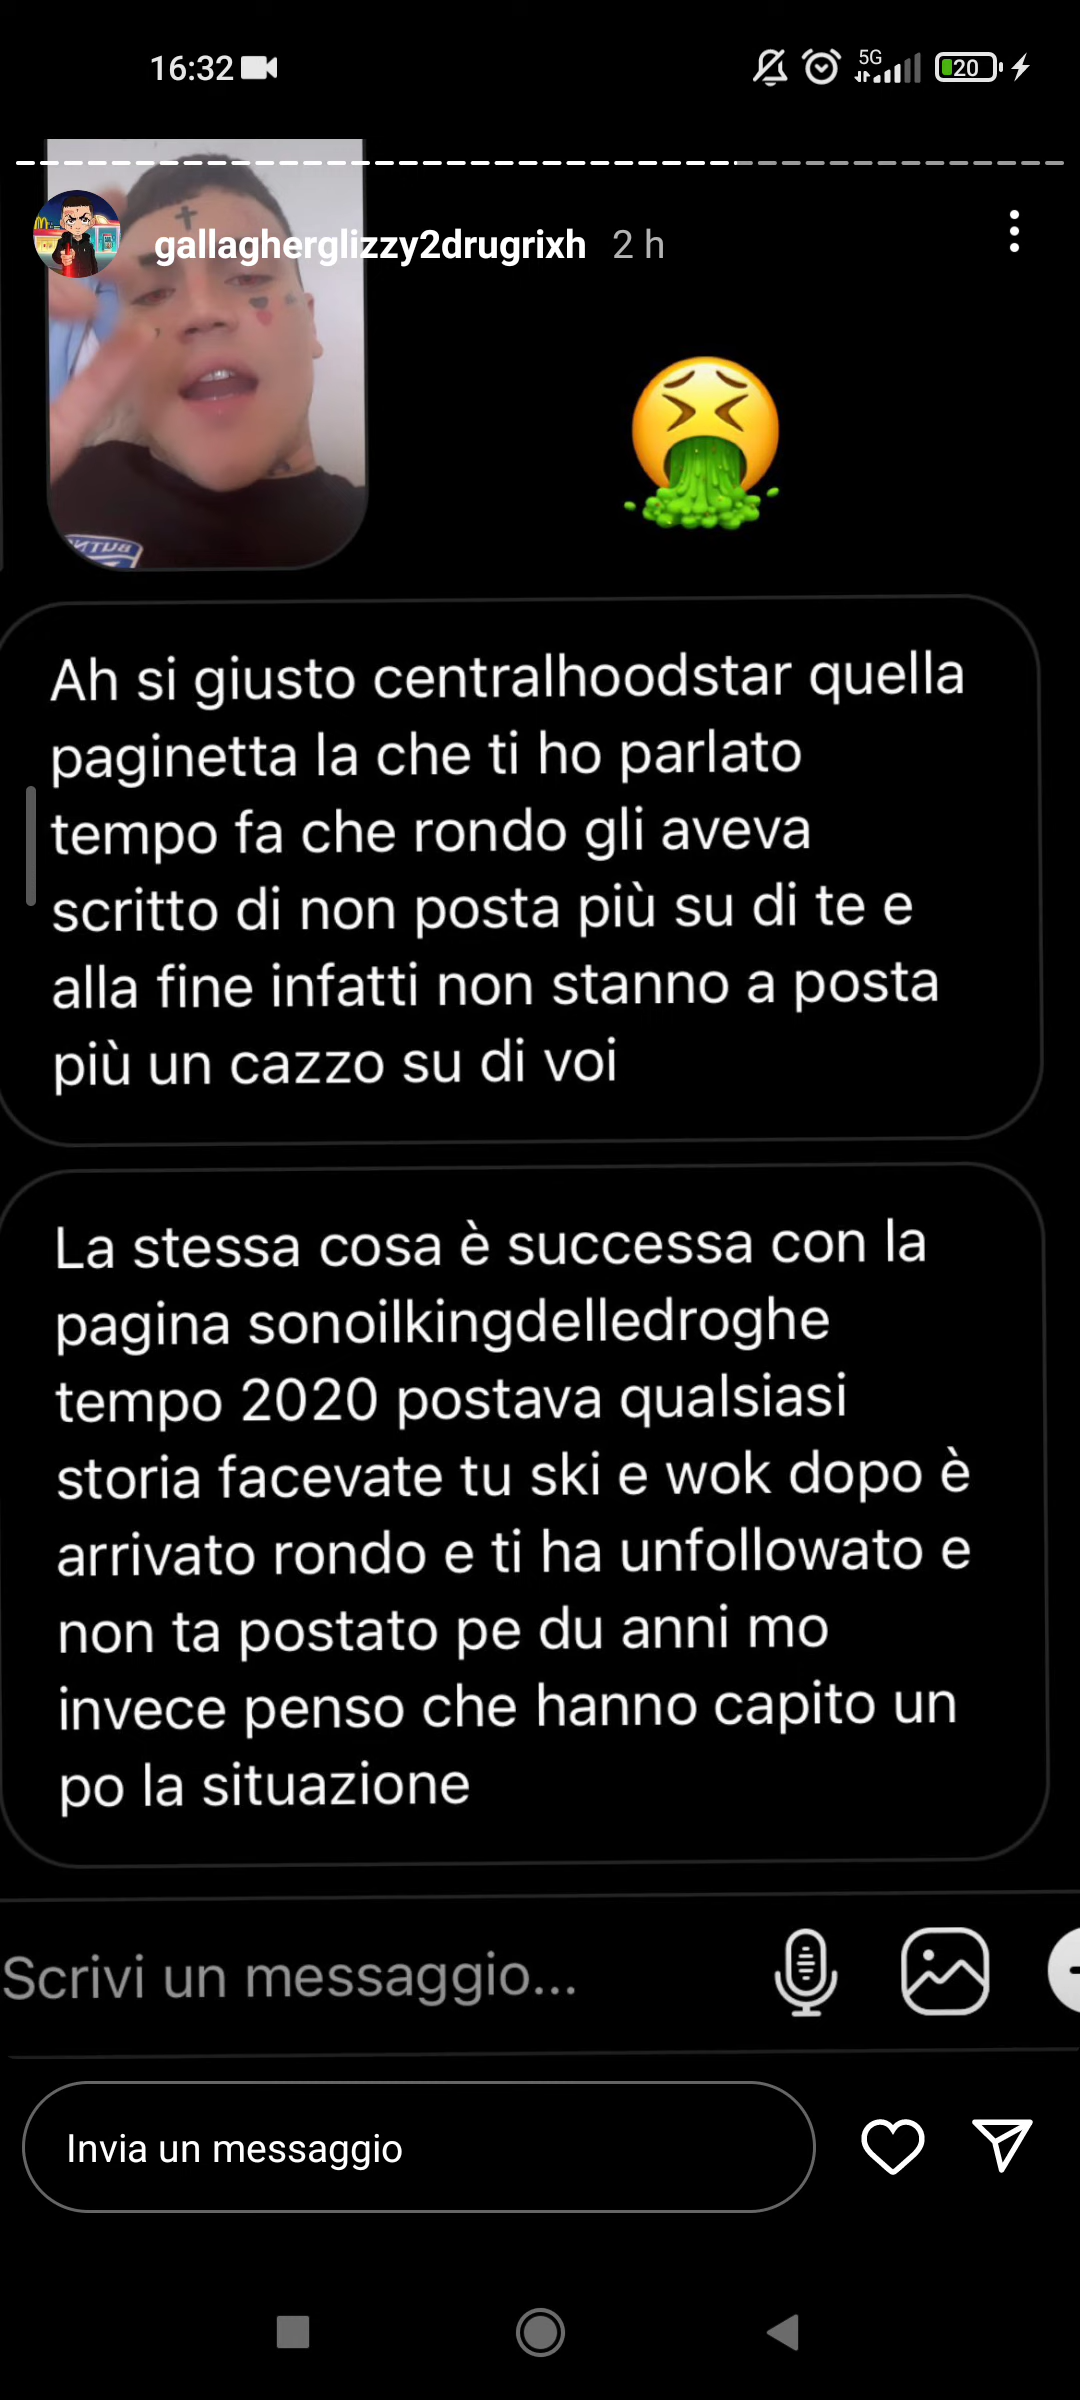 16:32
5G
20
gallagherglizzy2drugrixh 2 h
Ah si giusto centralhoodstar quella
paginetta la che ti ho parlato
tempo fa che rondo gli aveva
scritto di non posta più su di te e
alla fine infatti non stanno a posta
più un cazzo su di voi
La stessa cosa è successa con la
pagina sonoilkingdelledroghe
tempo 2020 postava qualsiasi
storia facevate tu ski e wok dopo è
arrivato rondo e ti ha unfollowato e
non ta postato pe du anni mo
invece penso che hanno capito un
po la situazione
Scrivi un messaggio...
Invia un messaggio